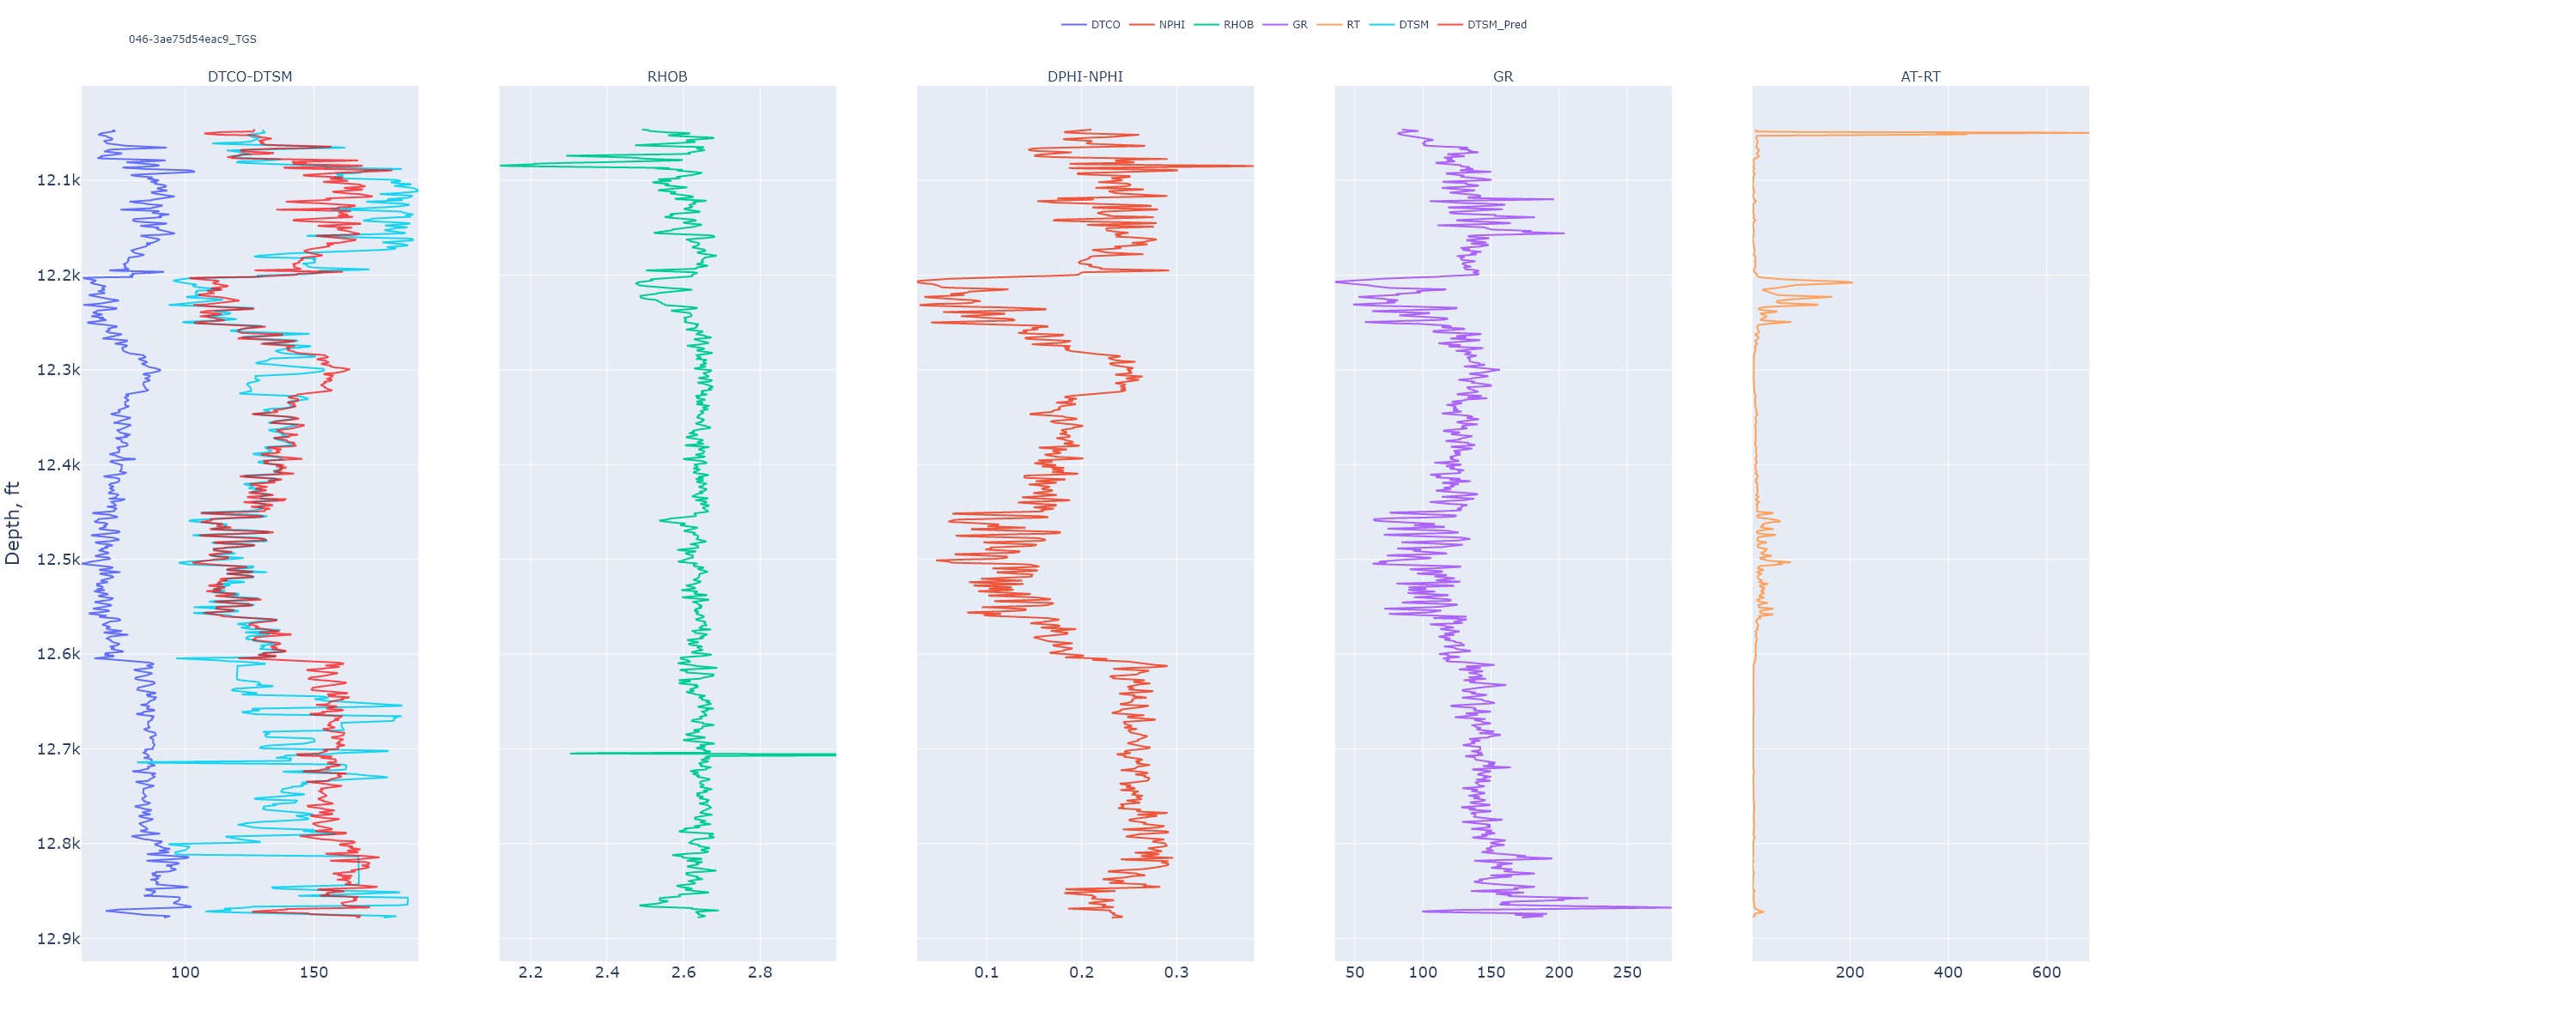 DTCO NPHI RHOB GR RT DTSM DTSM_Pred
046-3ae75d54eac9_TGS
DTCO-DTSM RHOB DPHI-NPHI GR AT-RT
Depth, ft
12.1k
12.2k
12.3k
12.4k
12.5k
12.6k
12.7k
12.8k
12.9k
100 150 2.2 2.4 2.6 2.8 0.1 0.2 0.3 50 100 150 200 250 200 400 600